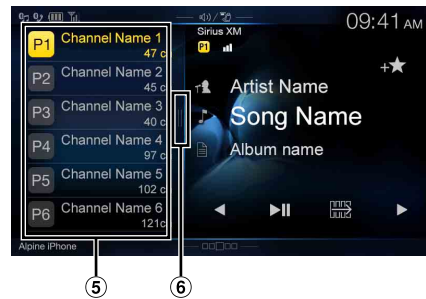 09:41 AM
Sirius XM
P1
P1 Channel Name 1
47 c
P2 Channel Name 2
45 c
P3 Channel Name 3
40 c
P4 Channel Name 4
97 c
P5 Channel Name 5
102 c
P6 Channel Name 6
121c
Artist Name
Song Name
Album name
Alpine iPhone
5
6